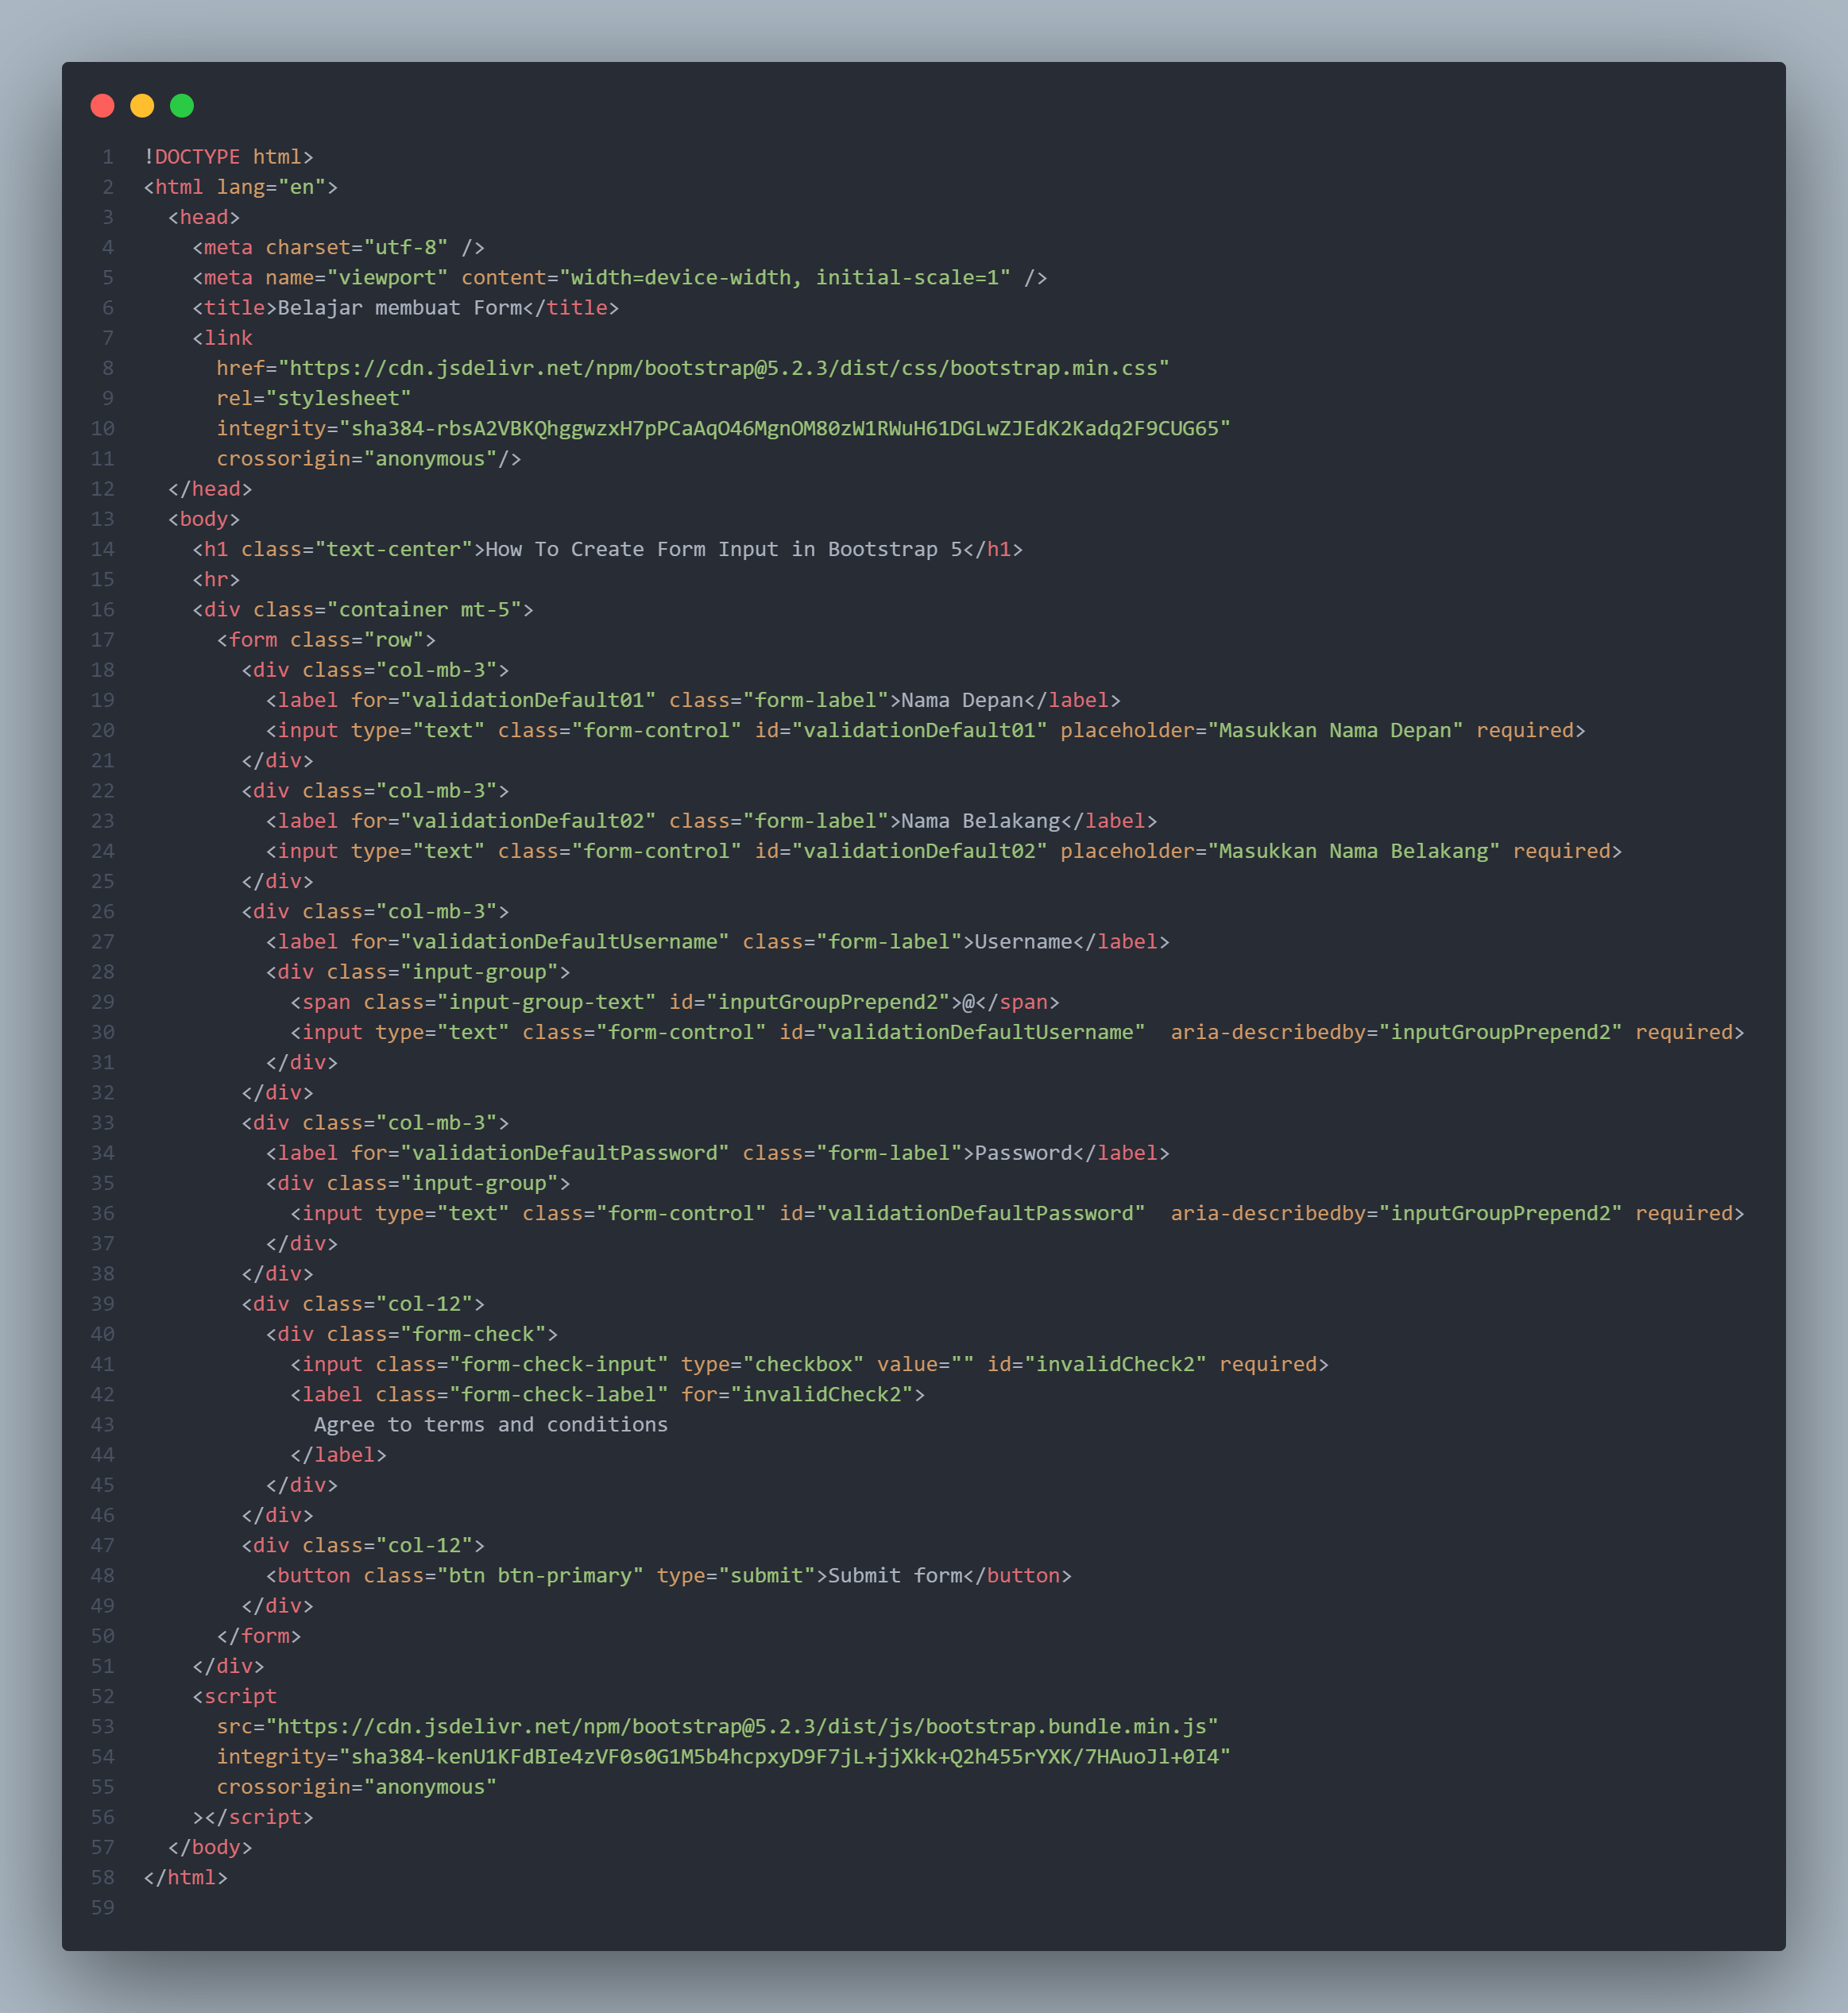 1 !DOCTYPE html>
2 <html lang="en">
3   <head>
4     <meta charset="utf-8" />
5     <meta name="viewport" content="width=device-width, initial-scale=1" />
6     <title>Belajar membuat Form</title>
7     <link
8       href="https://cdn.jsdelivr.net/npm/bootstrap@5.2.3/dist/css/bootstrap.min.css"
9       rel="stylesheet"
10       integrity="sha384-rbsA2VBKQhggwzxH7pPCaAqO46MgnOM80zW1RWuH61DGLwZJEdK2Kadq2F9CUG65"
11       crossorigin="anonymous"/>
12   </head>
13   <body>
14     <h1 class="text-center">How To Create Form Input in Bootstrap 5</h1>
15     <hr>
16     <div class="container mt-5">
17       <form class="row">
18         <div class="col-mb-3">
19           <label for="validationDefault01" class="form-label">Nama Depan</label>
20           <input type="text" class="form-control" id="validationDefault01" placeholder="Masukkan Nama Depan" required>
21         </div>
22         <div class="col-mb-3">
23           <label for="validationDefault02" class="form-label">Nama Belakang</label>
24           <input type="text" class="form-control" id="validationDefault02" placeholder="Masukkan Nama Belakang" required>
25         </div>
26         <div class="col-mb-3">
27           <label for="validationDefaultUsername" class="form-label">Username</label>
28           <div class="input-group">
29             <span class="input-group-text" id="inputGroupPrepend2">@</span>
30             <input type="text" class="form-control" id="validationDefaultUsername"  aria-describedby="inputGroupPrepend2" required>
31           </div>
32         </div>
33         <div class="col-mb-3">
34           <label for="validationDefaultPassword" class="form-label">Password</label>
35           <div class="input-group">
36             <input type="text" class="form-control" id="validationDefaultPassword"  aria-describedby="inputGroupPrepend2" required>
37           </div>
38         </div>
39         <div class="col-12">
40           <div class="form-check">
41             <input class="form-check-input" type="checkbox" value="" id="invalidCheck2" required>
42             <label class="form-check-label" for="invalidCheck2">
43               Agree to terms and conditions
44             </label>
45           </div>
46         </div>
47         <div class="col-12">
48           <button class="btn btn-primary" type="submit">Submit form</button>
49         </div>
50       </form>
51     </div>
52     <script
53       src="https://cdn.jsdelivr.net/npm/bootstrap@5.2.3/dist/js/bootstrap.bundle.min.js"
54       integrity="sha384-kenU1KFdBIe4zVF0s0G1M5b4hcpxyD9F7jL+jjXkk+Q2h455rYXK/7HAuoJl+0I4"
55       crossorigin="anonymous"
56     ></script>
57   </body>
58 </html>
59